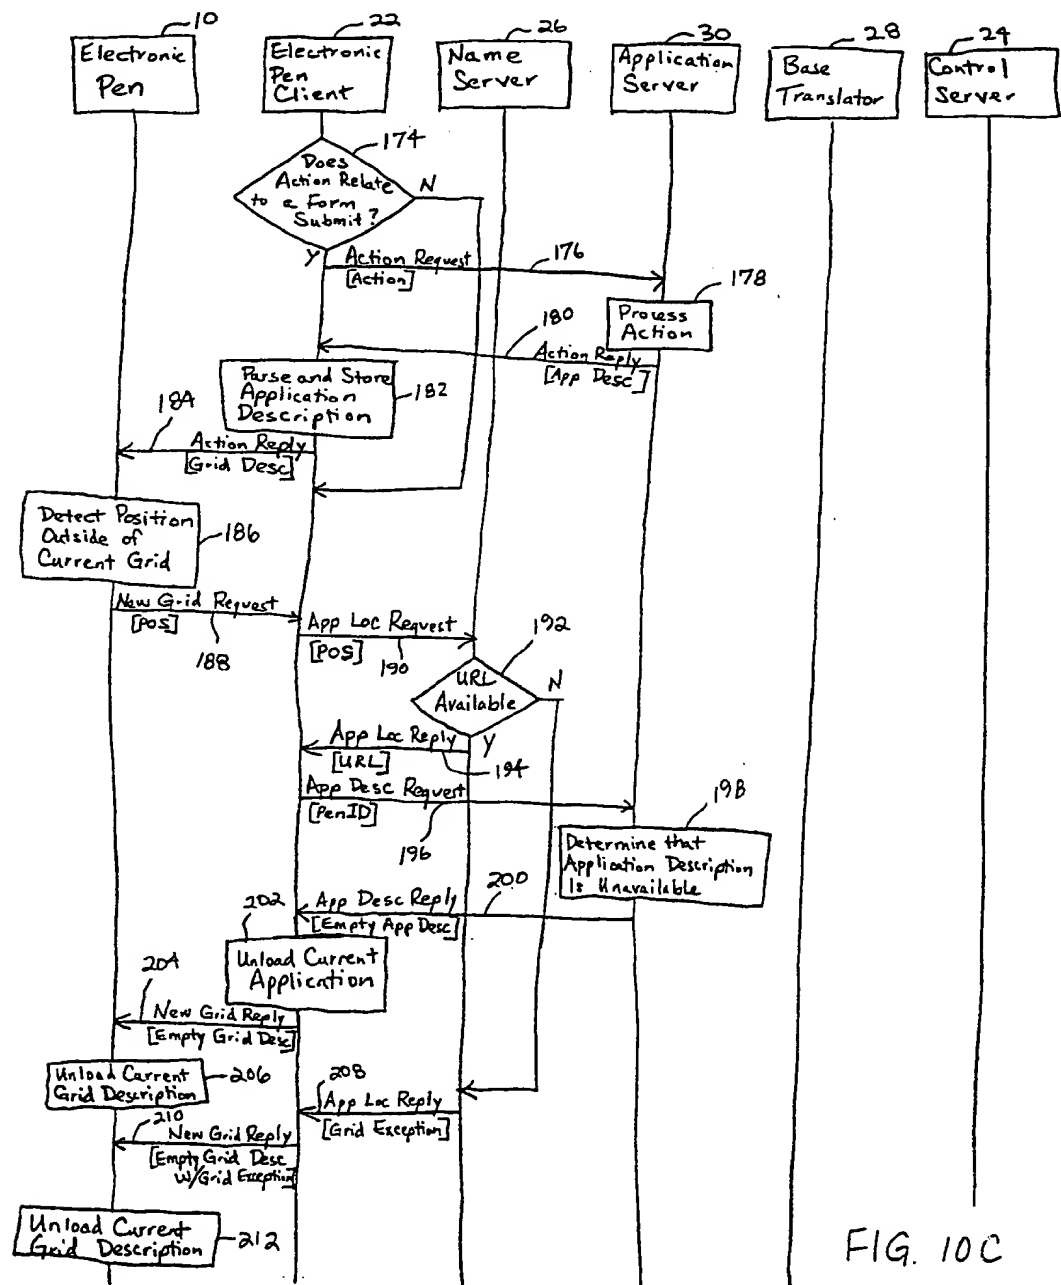 10
22
26
30
28
24
Electronic
Pen
Electronic
Pen
Client
Name
Server
Application
Server
Base
Translator
Control
Server
174
Does
Action Relate
to a Form
Submit?
N
Y
Action Request
[Action]
176
178
Process
Action
180
Action Reply
[App Desc]
Parse and Store
Application
Description
182
184
Action Reply
[Grid Desc]
Detect Position
Outside of
Current Grid
186
New Grid Request
[POS]
188
App Loc Request
[POS]
190
192
URL
Available
N
Y
App Loc Reply
[URL]
194
App Desc Request
[PenID]
196
198
Determine that
Application Description
Is Unavailable
200
App Desc Reply
[Empty App Desc]
202
Unload Current
Application
204
New Grid Reply
[Empty Grid Desc]
Unload Current
Grid Description
206
208
App Loc Reply
[Grid Exception]
210
New Grid Reply
[Empty Grid Desc
w/Grid Exception]
Unload Current
Grid Description
212
FIG. 10C